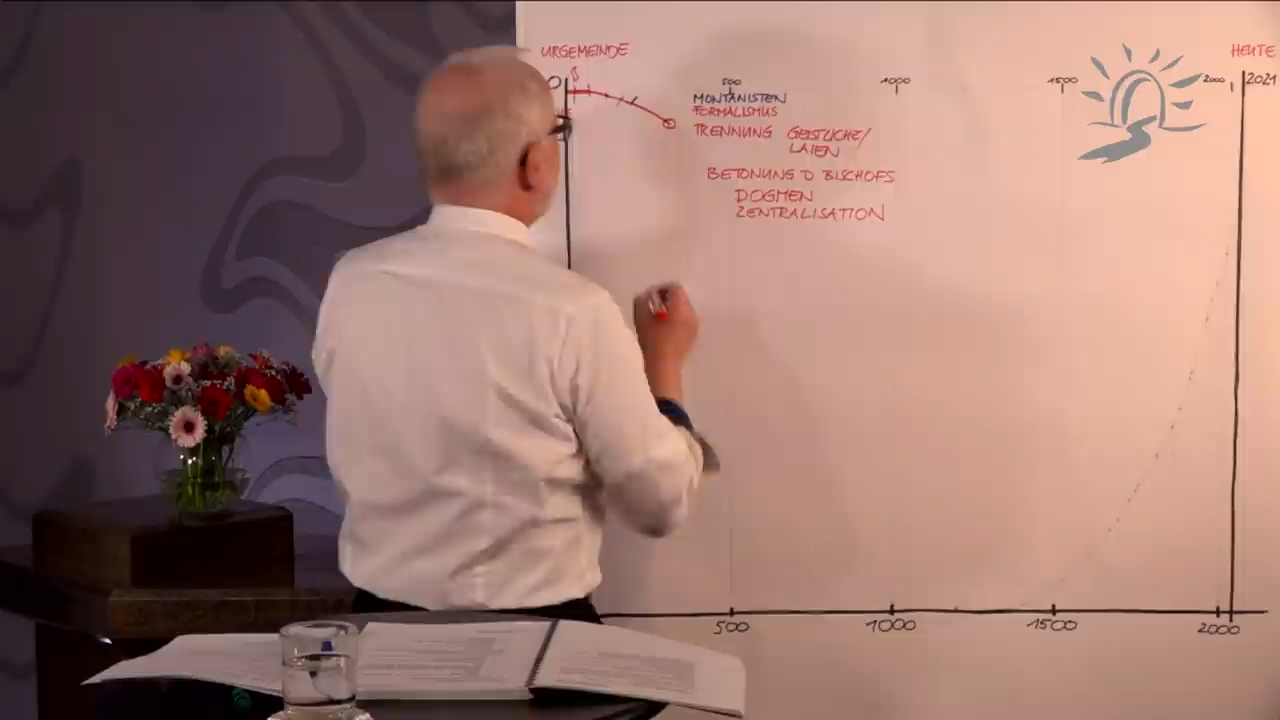 URGEMEINDE
HEUTE
0 500 1000 1500 2000 2021
MONTANISTEN
FORMALISMUS
TRENNUNG GEISTLICHE/
LAIEN
BETONUNG D BISCHOFS
DOGMEN
ZENTRALISATION
500 1000 1500 2000